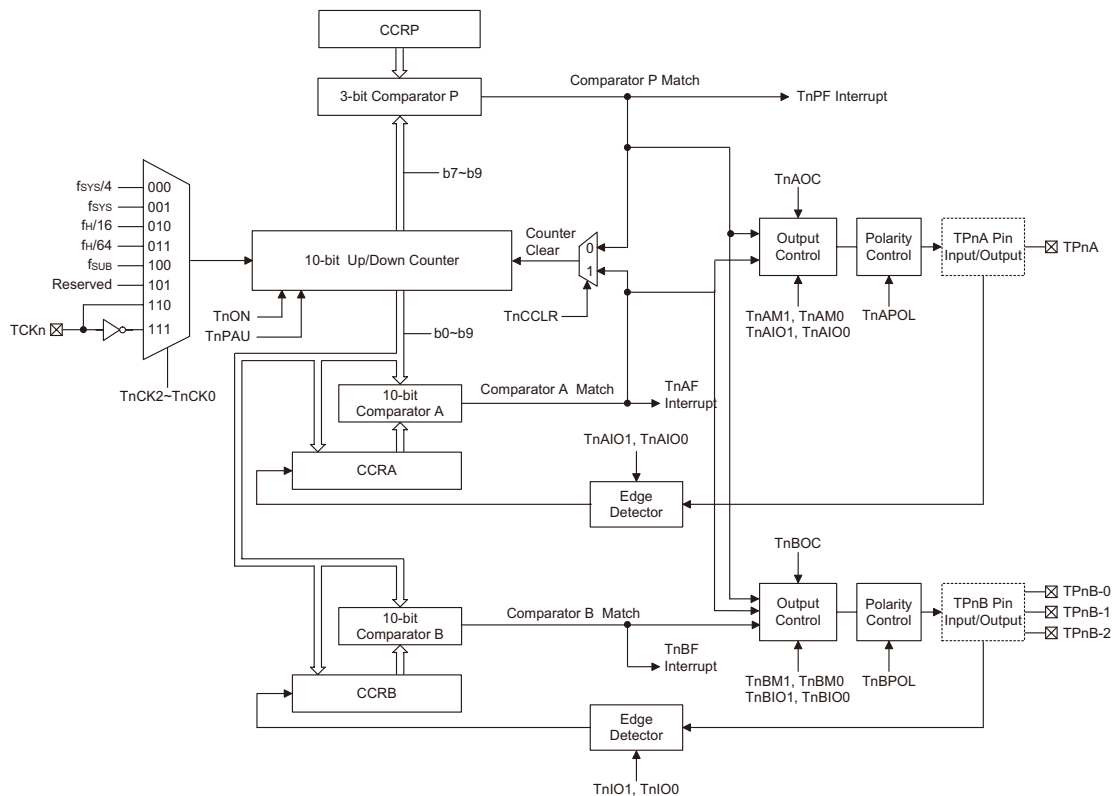 CCRP
3-bit Comparator P
Comparator P Match
TnPF Interrupt
b7~b9
fSYS/4
000
fSYS
001
fH/16
010
fH/64
011
fSUB
100
Reserved
101
110
111
TCKn
TnCK2~TnCK0
10-bit Up/Down Counter
TnON
TnPAU
Counter
Clear
0
1
TnCCLR
b0~b9
TnAOC
Output
Control
Polarity
Control
TPnA Pin
Input/Output
TPnA
TnAM1, TnAM0
TnAIO1, TnAIO0
TnAPOL
10-bit
Comparator A
Comparator A Match
TnAF
Interrupt
CCRA
TnAIO1, TnAIO0
Edge
Detector
TnBOC
Output
Control
Polarity
Control
TPnB Pin
Input/Output
TPnB-0
TPnB-1
TPnB-2
10-bit
Comparator B
Comparator B Match
TnBF
Interrupt
TnBM1, TnBM0
TnBIO1, TnBIO0
TnBPOL
CCRB
Edge
Detector
TnIO1, TnIO0